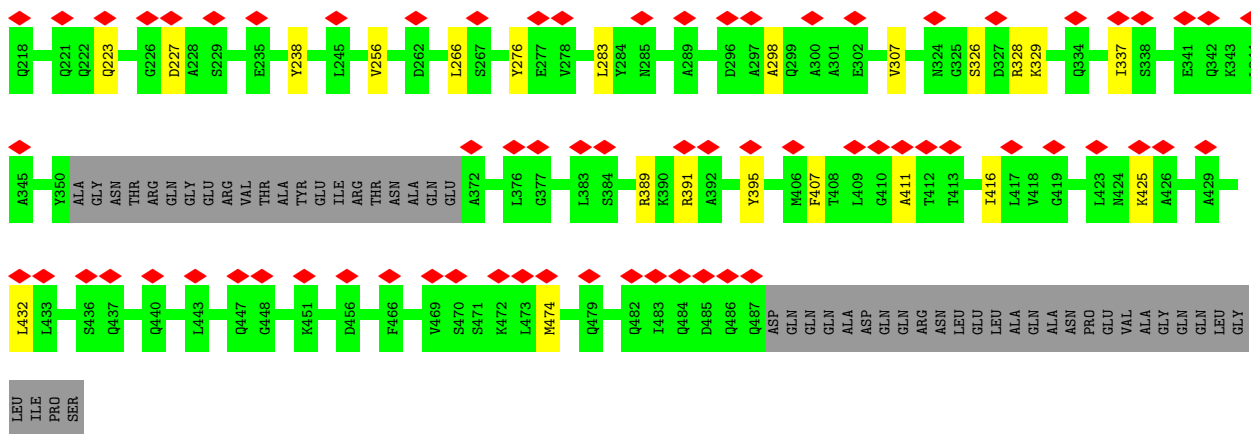 Q218 Q221 Q222 Q223 G226 D227 A228 S229 E235 Y238 L245 V256 D262 L266 S267 Y276 E277 V278 L283 Y284 N285 A289 D296 A297 A298 Q299 A300 A301 E302 V307 N324 G325 S326 D327 R328 K329 Q334 I337 S338 E341 Q342 K343
A345 Y350 ALA GLY ASN THR ARG GLN GLY GLU ARG VAL THR ALA TYR GLU ILE ARG THR ASN ALA GLN GLU A372 L376 G377 L383 S384 R389 K390 R391 A392 Y395 M406 F407 T408 L409 G410 A411 T412 T413 I416 L417 V418 G419 L423 N424 K425 A426 A429
L432 L433 S436 Q437 Q440 L443 Q447 G448 K451 D456 F466 V469 S470 S471 K472 L473 M474 Q479 Q482 I483 Q484 D485 Q486 Q487 ASP GLN GLN GLN ALA ASP GLN GLN ARG ASN LEU GLU LEU ALA GLN ALA ASN PRO GLU VAL ALA GLY GLN GLN LEU GLY
LEU ILE PRO SER